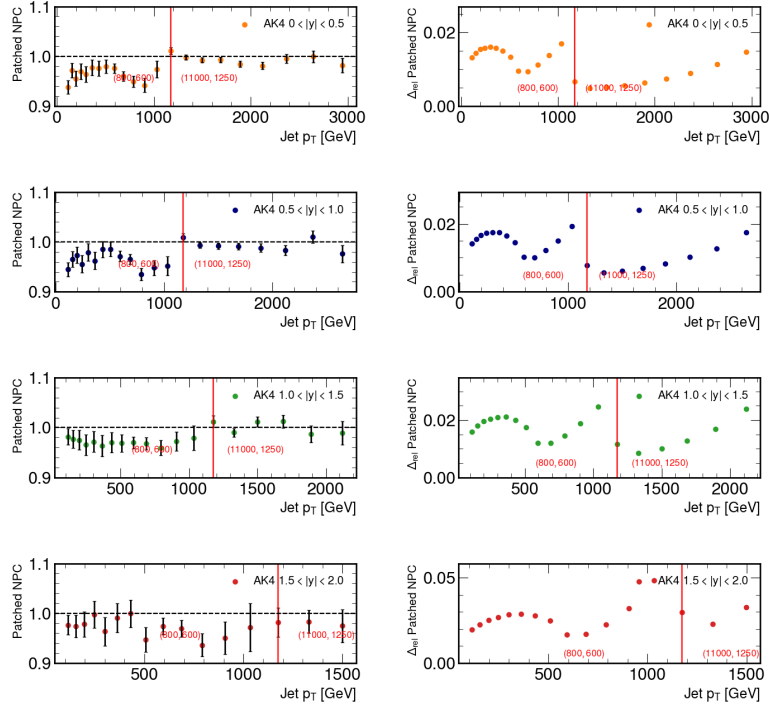 1.1
Patched NPC
1.0
0.9
AK4 0 < |y| < 0.5
(800, 600)
(11000, 1250)
0
1000
2000
3000
Jet pT [GeV]
Δrel Patched NPC
0.02
0.00
AK4 0 < |y| < 0.5
(800, 600)
(11000, 1250)
0
1000
2000
3000
Jet pT [GeV]
1.1
Patched NPC
1.0
0.9
AK4 0.5 < |y| < 1.0
(800, 600)
(11000, 1250)
0
1000
2000
Jet pT [GeV]
Δrel Patched NPC
0.02
0.00
AK4 0.5 < |y| < 1.0
(800, 600)
(11000, 1250)
0
1000
2000
Jet pT [GeV]
1.1
Patched NPC
1.0
0.9
AK4 1.0 < |y| < 1.5
(800, 600)
(11000, 1250)
500
1000
1500
2000
Jet pT [GeV]
Δrel Patched NPC
0.02
0.00
AK4 1.0 < |y| < 1.5
(800, 600)
(11000, 1250)
500
1000
1500
2000
Jet pT [GeV]
1.1
Patched NPC
1.0
0.9
AK4 1.5 < |y| < 2.0
(800, 600)
(11000, 1250)
500
1000
1500
Jet pT [GeV]
Δrel Patched NPC
0.05
0.00
AK4 1.5 < |y| < 2.0
(800, 600)
(11000, 1250)
500
1000
1500
Jet pT [GeV]